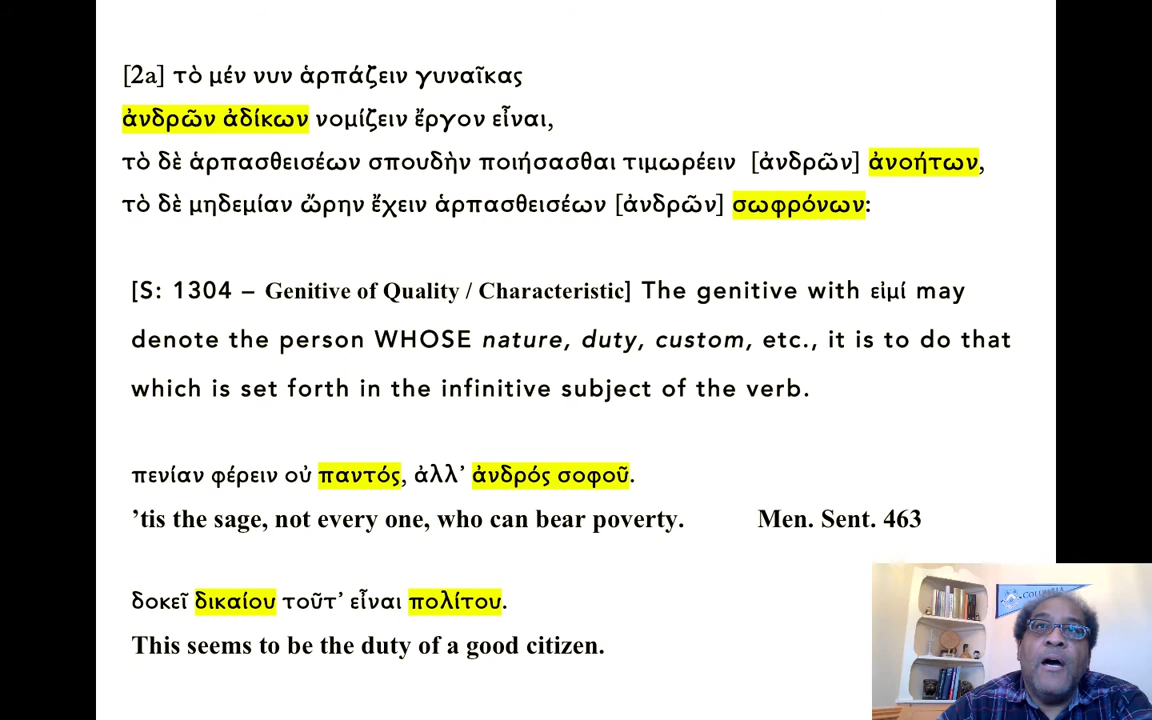 [2a] τὸ μέν νυν ἁρπάζειν γυναῖκας
ἀνδρῶν ἀδίκων νομίζειν ἔργον εἶναι,
τὸ δὲ ἁρπασθεισέων σπουδὴν ποιήσασθαι τιμωρέειν [ἀνδρῶν] ἀνοήτων,
τὸ δὲ μηδεμίαν ὤρην ἔχειν ἁρπασθεισέων [ἀνδρῶν] σωφρόνων:
[S: 1304 – Genitive of Quality / Characteristic] The genitive with εἰμί may
denote the person WHOSE nature, duty, custom, etc., it is to do that
which is set forth in the infinitive subject of the verb.
πενίαν φέρειν οὐ παντός, ἀλλ’ ἀνδρός σοφοῦ.
’tis the sage, not every one, who can bear poverty. Men. Sent. 463
δοκεῖ δικαίου τοῦτ’ εἶναι πολίτου.
This seems to be the duty of a good citizen.
COLUMBIA